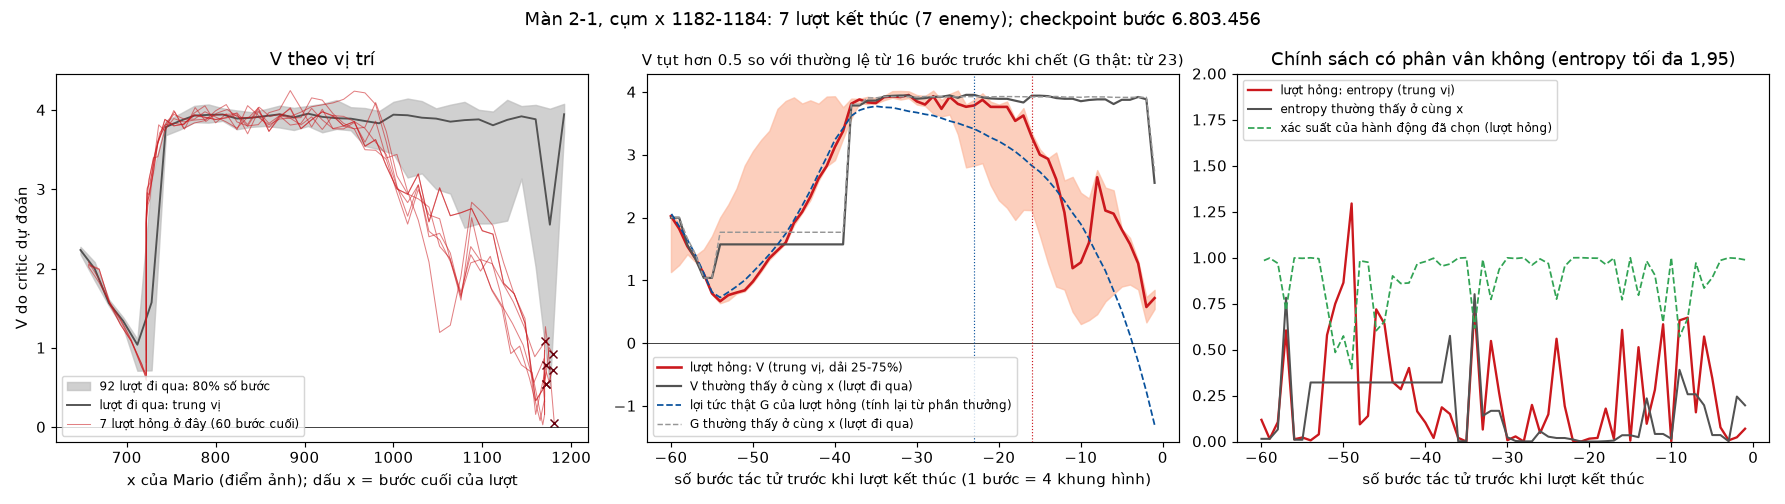 Màn 2-1, cụm x 1182-1184: 7 lượt kết thúc (7 enemy); checkpoint bước 6.803.456
V theo vị trí
V do critic dự đoán
4
3
2
1
0
92 lượt đi qua: 80% số bước
lượt đi qua: trung vị
7 lượt hỏng ở đây (60 bước cuối)
700
800
900
1000
1100
1200
x của Mario (điểm ảnh); dấu x = bước cuối của lượt
V tụt hơn 0.5 so với thường lệ từ 16 bước trước khi chết (G thật: từ 23)
4
3
2
1
0
−1
lượt hỏng: V (trung vị, dải 25-75%)
V thường thấy ở cùng x (lượt đi qua)
lợi tức thật G của lượt hỏng (tính lại từ phần thưởng)
G thường thấy ở cùng x (lượt đi qua)
−60
−50
−40
−30
−20
−10
0
số bước tác tử trước khi lượt kết thúc (1 bước = 4 khung hình)
Chính sách có phân vân không (entropy tối đa 1,95)
2.00
1.75
1.50
1.25
1.00
0.75
0.50
0.25
0.00
lượt hỏng: entropy (trung vị)
entropy thường thấy ở cùng x
xác suất của hành động đã chọn (lượt hỏng)
−60
−50
−40
−30
−20
−10
0
số bước tác tử trước khi lượt kết thúc